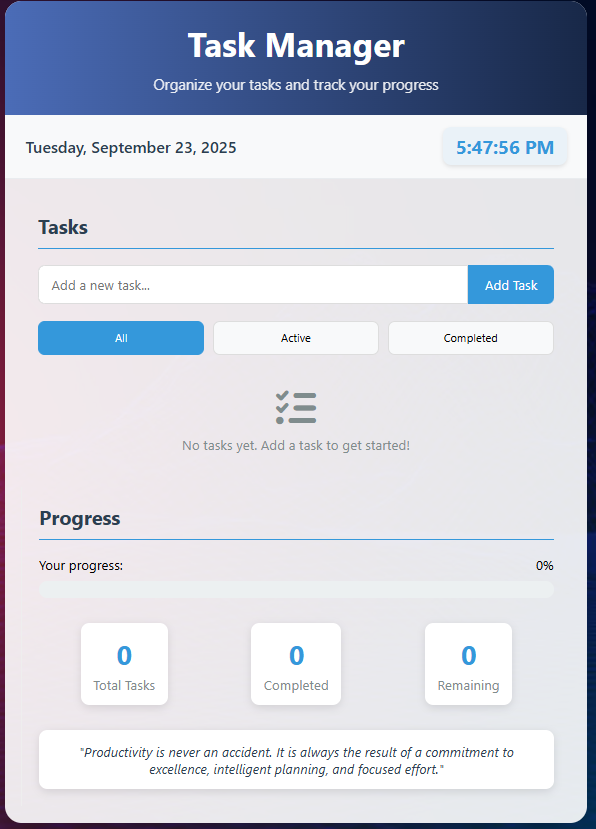 Task Manager
Organize your tasks and track your progress
Tuesday, September 23, 2025
5:47:56 PM
Tasks
Add a new task...
Add Task
All
Active
Completed
No tasks yet. Add a task to get started!
Progress
Your progress:
0%
0
Total Tasks
0
Completed
0
Remaining
"Productivity is never an accident. It is always the result of a commitment to
excellence, intelligent planning, and focused effort."